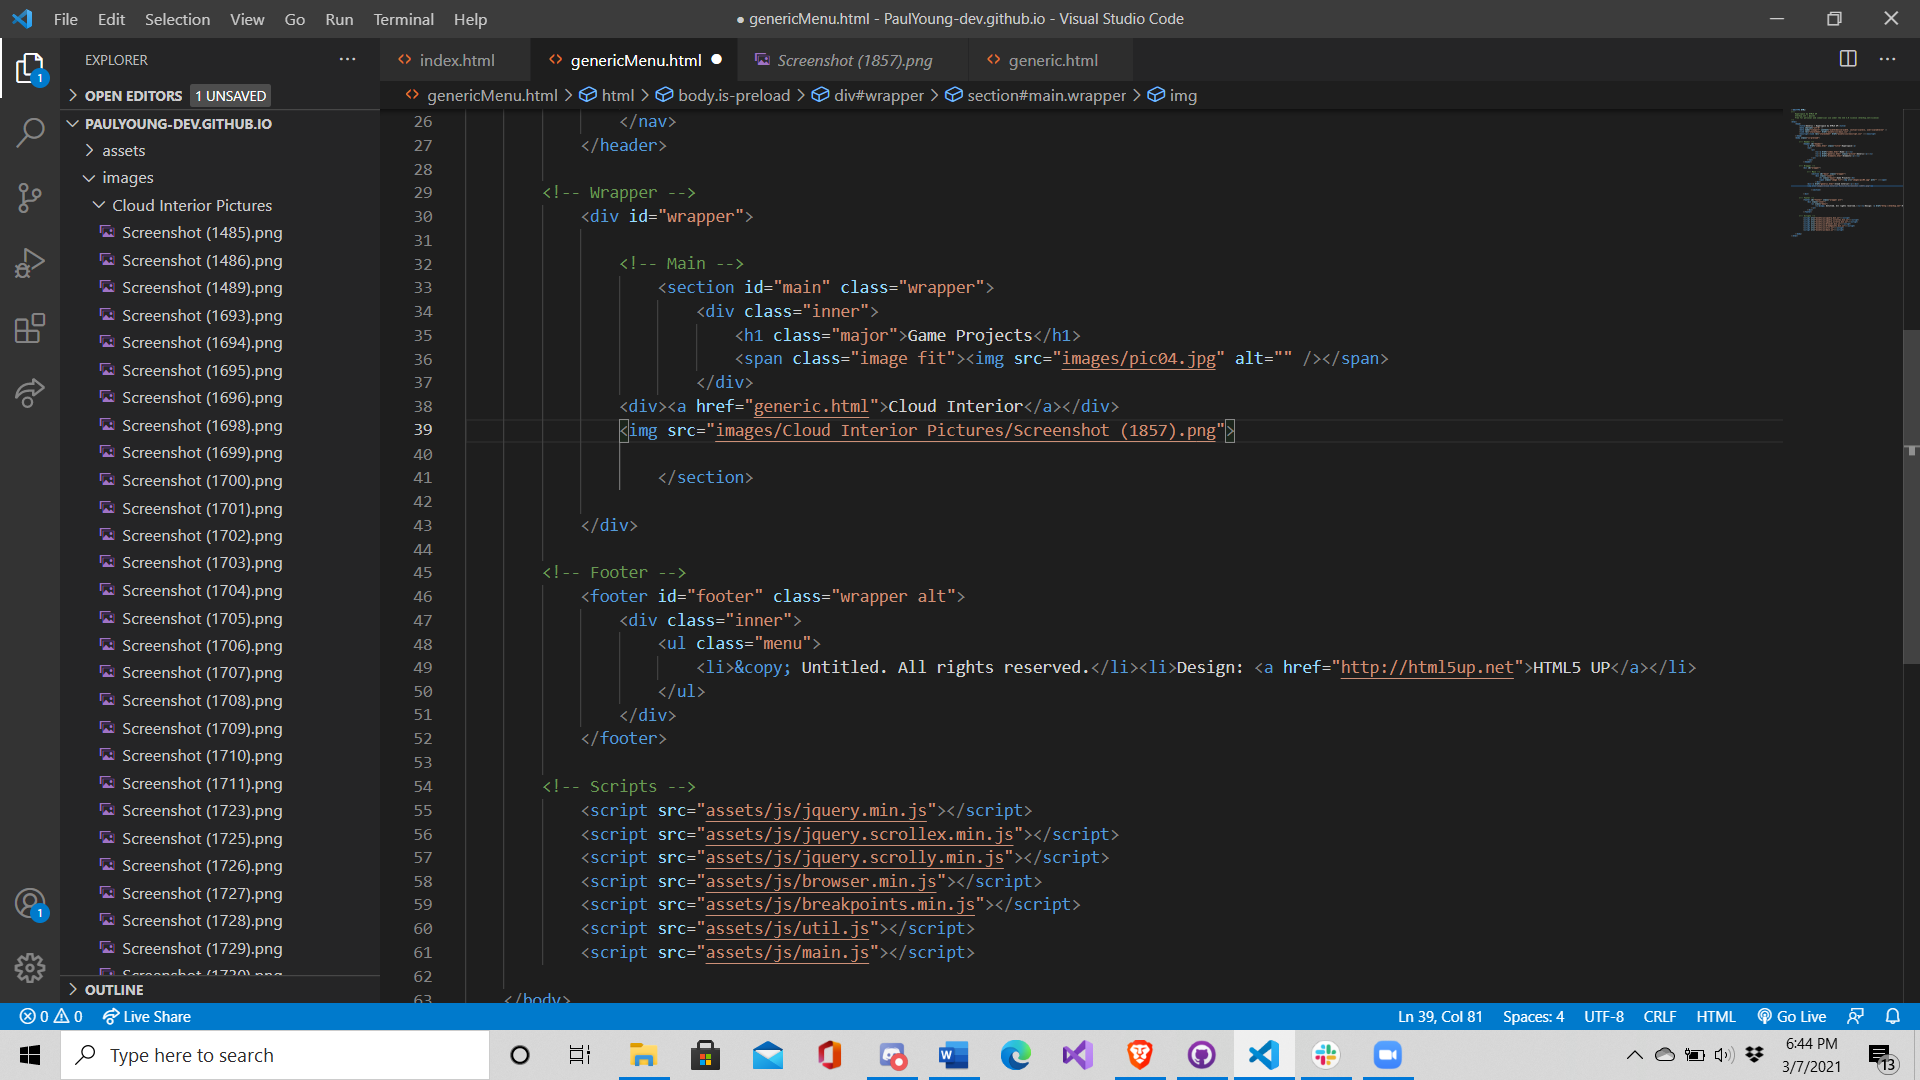 File Edit Selection View Go Run Terminal Help
● genericMenu.html - PaulYoung-dev.github.io - Visual Studio Code
EXPLORER
index.html
genericMenu.html
Screenshot (1857).png
generic.html
OPEN EDITORS 1 UNSAVED
genericMenu.html > html > body.is-preload > div#wrapper > section#main.wrapper > img
PAULYOUNG-DEV.GITHUB.IO
assets
images
Cloud Interior Pictures
Screenshot (1485).png
Screenshot (1486).png
Screenshot (1489).png
Screenshot (1693).png
Screenshot (1694).png
Screenshot (1695).png
Screenshot (1696).png
Screenshot (1698).png
Screenshot (1699).png
Screenshot (1700).png
Screenshot (1701).png
Screenshot (1702).png
Screenshot (1703).png
Screenshot (1704).png
Screenshot (1705).png
Screenshot (1706).png
Screenshot (1707).png
Screenshot (1708).png
Screenshot (1709).png
Screenshot (1710).png
Screenshot (1711).png
Screenshot (1723).png
Screenshot (1725).png
Screenshot (1726).png
Screenshot (1727).png
Screenshot (1728).png
Screenshot (1729).png
Screenshot (1730).png
OUTLINE
1
1
26 </nav>
27 </header>
28
29 <!-- Wrapper -->
30 <div id="wrapper">
31
32 <!-- Main -->
33 <section id="main" class="wrapper">
34 <div class="inner">
35 <h1 class="major">Game Projects</h1>
36 <span class="image fit"><img src="images/pic04.jpg" alt="" /></span>
37 </div>
38 <div><a href="generic.html">Cloud Interior</a></div>
39 <img src="images/Cloud Interior Pictures/Screenshot (1857).png">
40
41 </section>
42
43 </div>
44
45 <!-- Footer -->
46 <footer id="footer" class="wrapper alt">
47 <div class="inner">
48 <ul class="menu">
49 <li>&copy; Untitled. All rights reserved.</li><li>Design: <a href="http://html5up.net">HTML5 UP</a></li>
50 </ul>
51 </div>
52 </footer>
53
54 <!-- Scripts -->
55 <script src="assets/js/jquery.min.js"></script>
56 <script src="assets/js/jquery.scrollex.min.js"></script>
57 <script src="assets/js/jquery.scrolly.min.js"></script>
58 <script src="assets/js/browser.min.js"></script>
59 <script src="assets/js/breakpoints.min.js"></script>
60 <script src="assets/js/util.js"></script>
61 <script src="assets/js/main.js"></script>
62
63 </body>
0 0 Live Share
Ln 39, Col 81 Spaces: 4 UTF-8 CRLF HTML Go Live
Type here to search
6:44 PM
3/7/2021
13